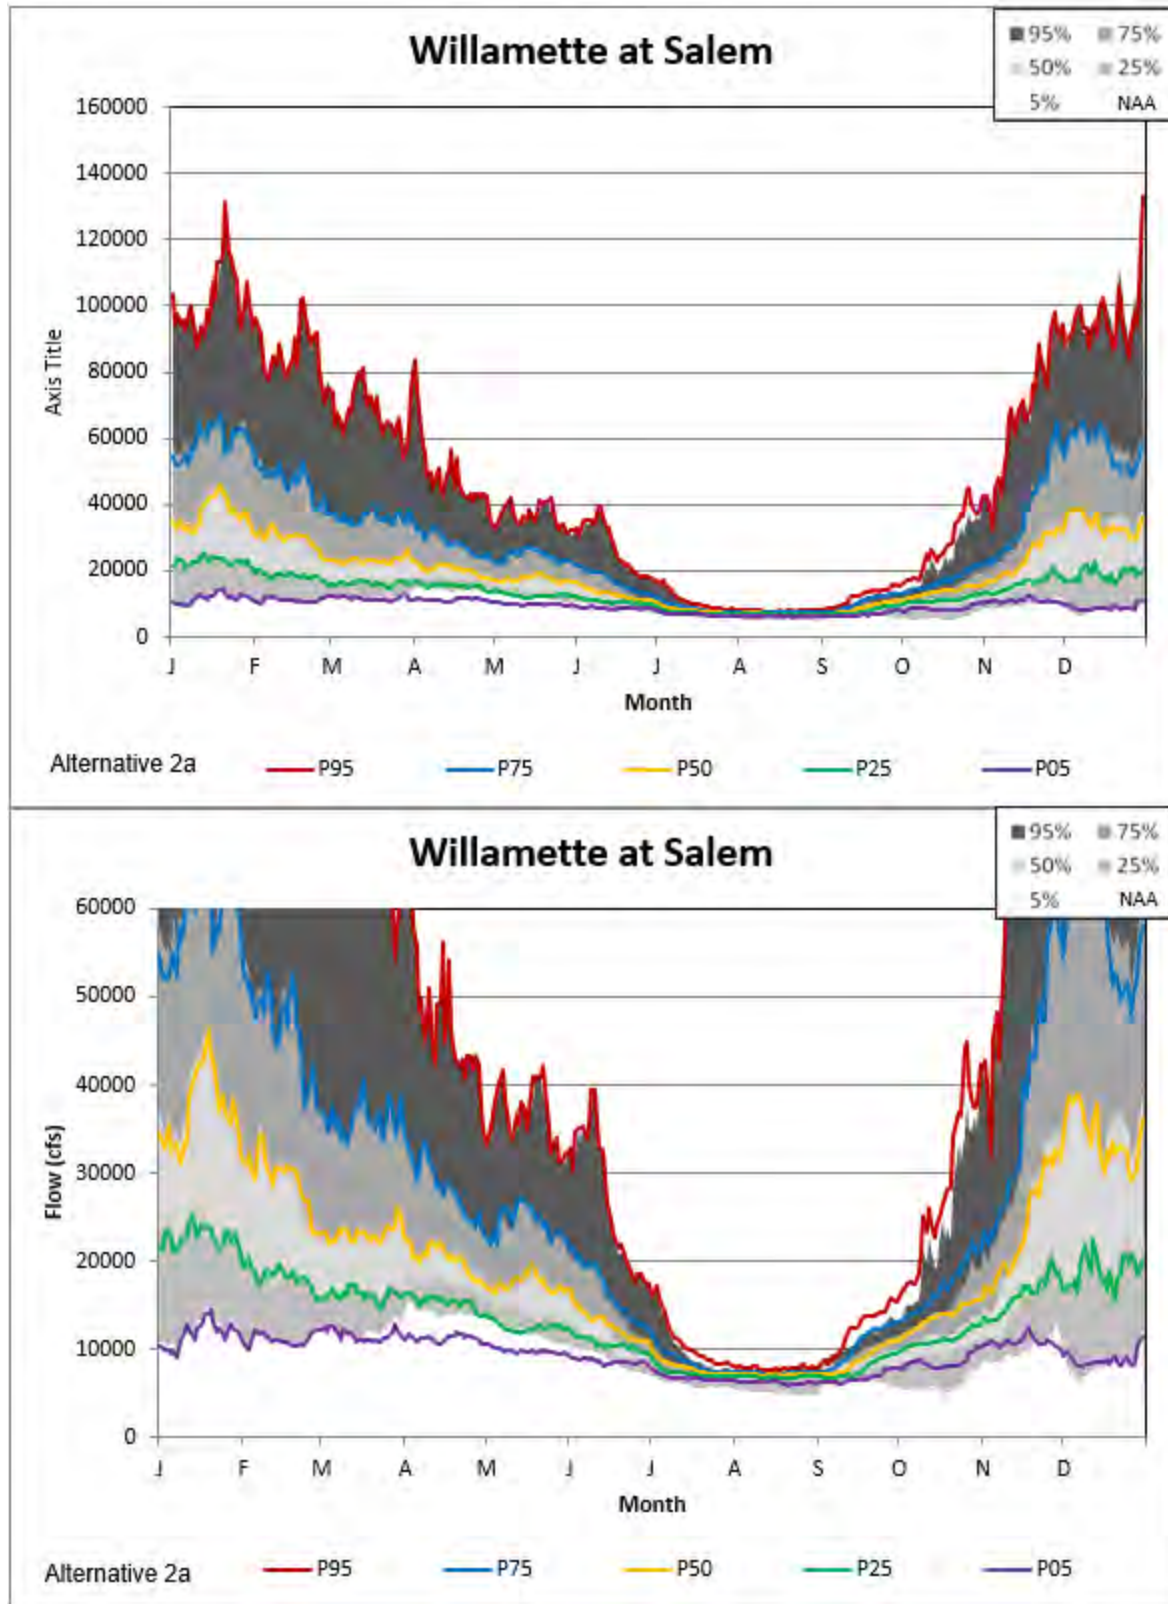 Willamette at Salem
95% 75%
50% 25%
5% NAA
160000
140000
120000
100000
80000
60000
40000
20000
0
Axis Title
J F M A M J J A S O N D
Month
Alternative 2a P95 P75 P50 P25 P05
Willamette at Salem
95% 75%
50% 25%
5% NAA
60000
50000
40000
30000
20000
10000
0
Flow (cfs)
J F M A M J J A S O N D
Month
Alternative 2a P95 P75 P50 P25 P05